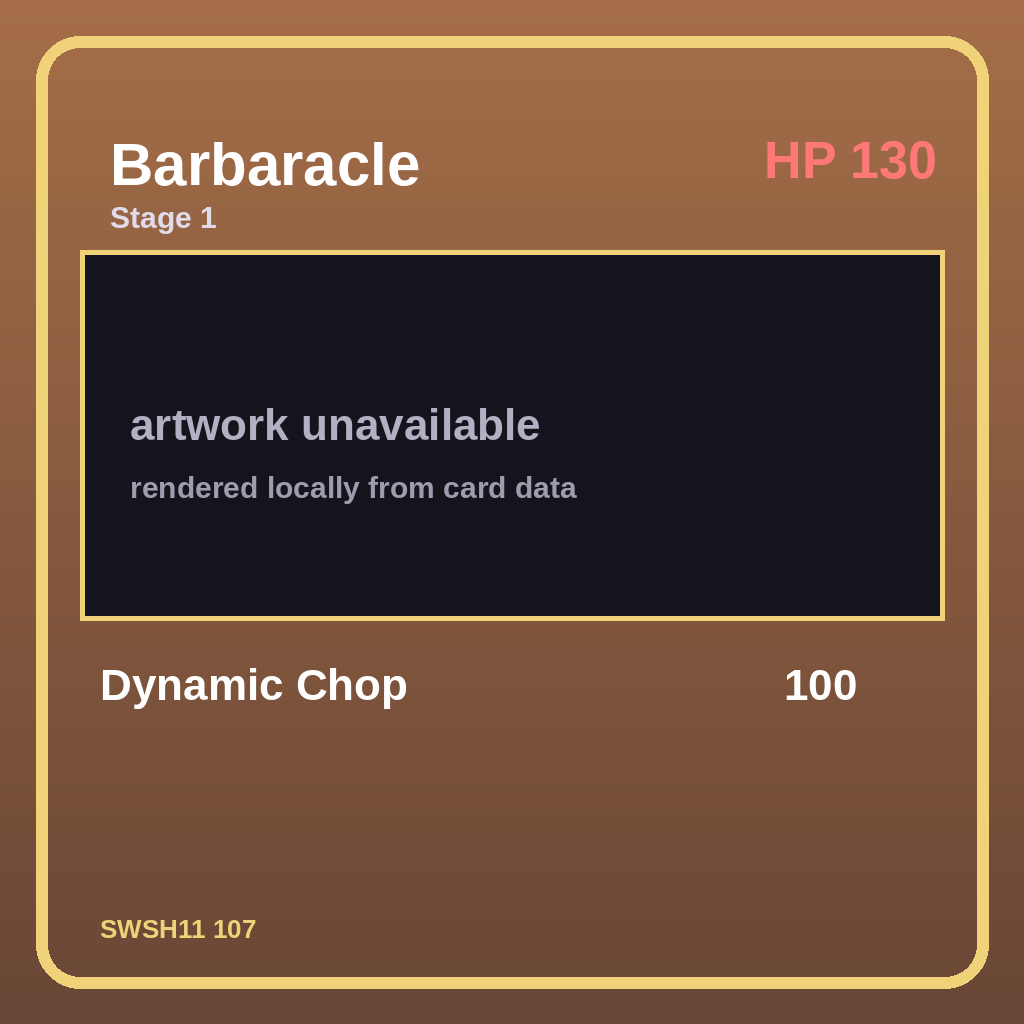 Barbaracle
HP 130
Stage 1
artwork unavailable
rendered locally from card data
Dynamic Chop
100
SWSH11 107